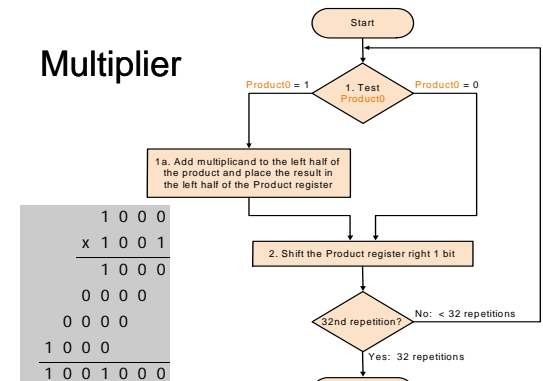 Multiplier
Start
Product0 = 1
1. Test
Product0
Product0 = 0
1a. Add multiplicand to the left half of
the product and place the result in
the left half of the Product register
2. Shift the Product register right 1 bit
32nd repetition?
No: < 32 repetitions
Yes: 32 repetitions
1 0 0 0
x 1 0 0 1
1 0 0 0
0 0 0 0
0 0 0 0
1 0 0 0
1 0 0 1 0 0 0